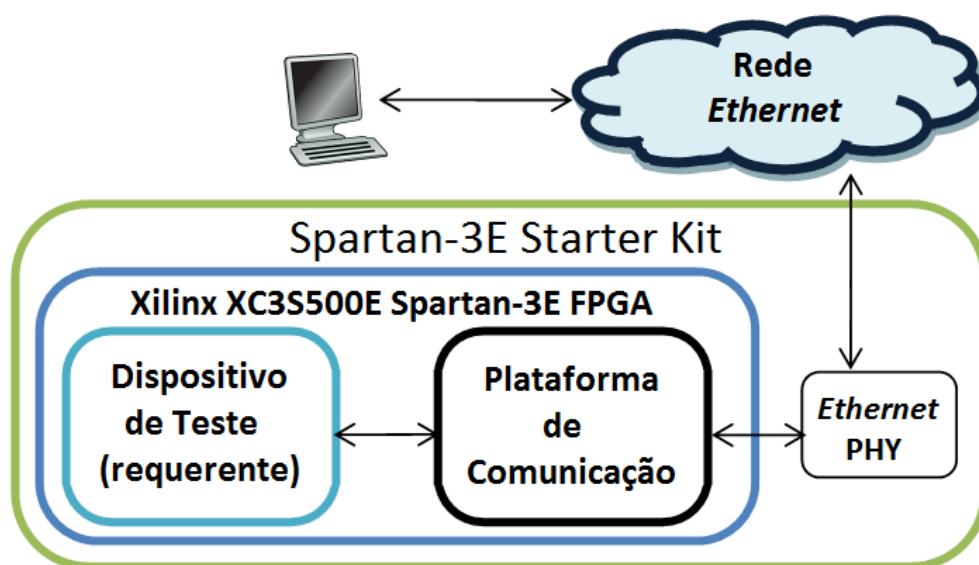 Rede
Ethernet
Spartan-3E Starter Kit
Xilinx XC3S500E Spartan-3E FPGA
Dispositivo
de Teste
(requerente)
Plataforma
de
Comunicação
Ethernet
PHY